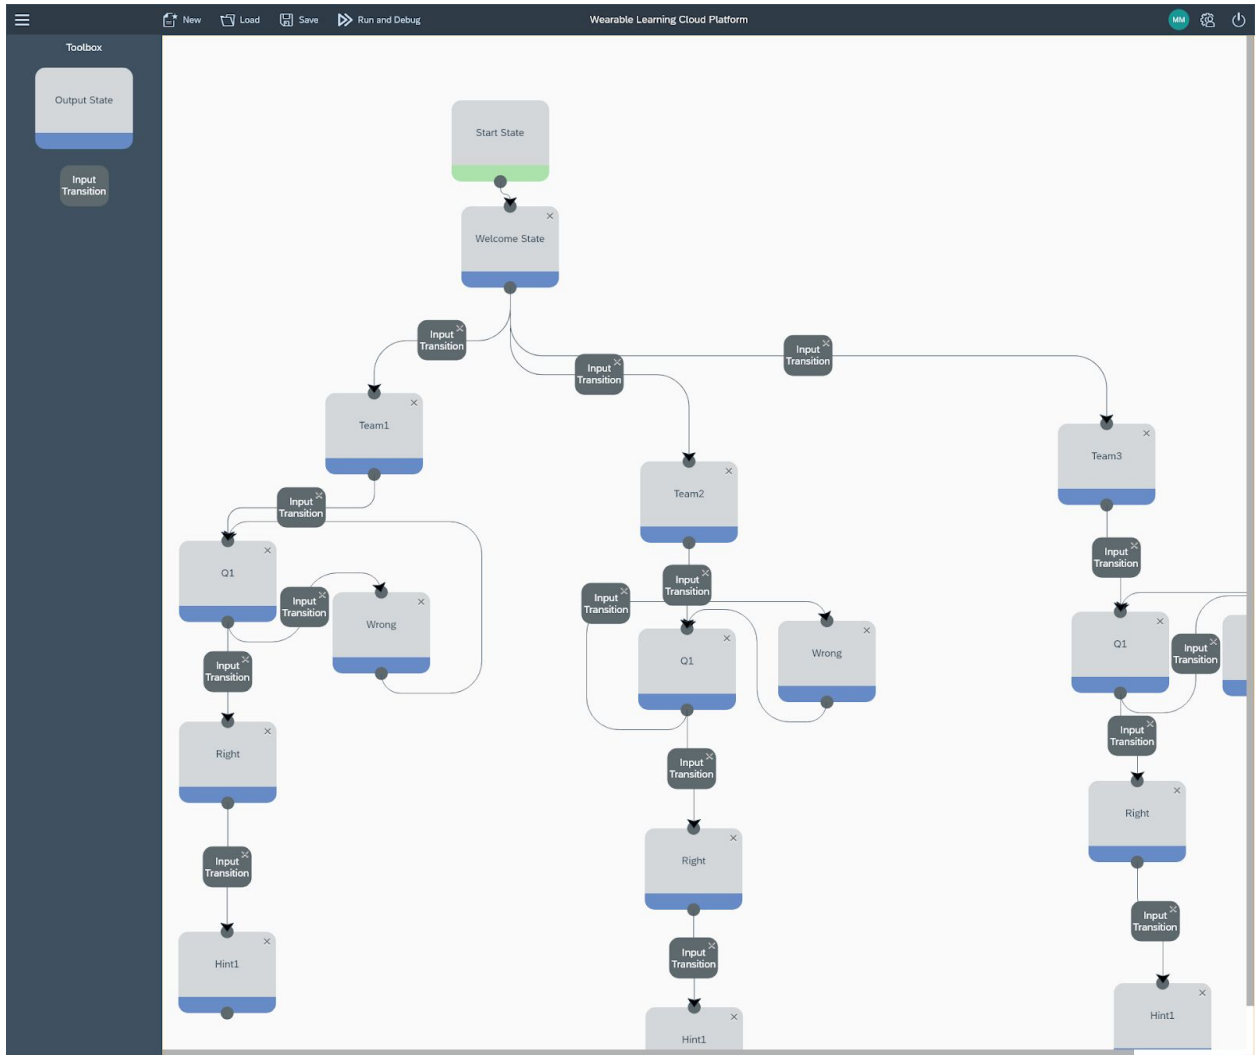 New
Load
Save
Run and Debug
Wearable Learning Cloud Platform
MM
Toolbox
Output State
Input
Transition
Start State
Welcome State
Input
Transition
Input
Transition
Input
Transition
Team1
Team2
Team3
Input
Transition
Input
Transition
Input
Transition
Q1
Input
Transition
Wrong
Input
Transition
Q1
Wrong
Q1
Input
Transition
Input
Transition
Input
Transition
Input
Transition
Right
Right
Right
Input
Transition
Input
Transition
Input
Transition
Hint1
Hint1
Hint1